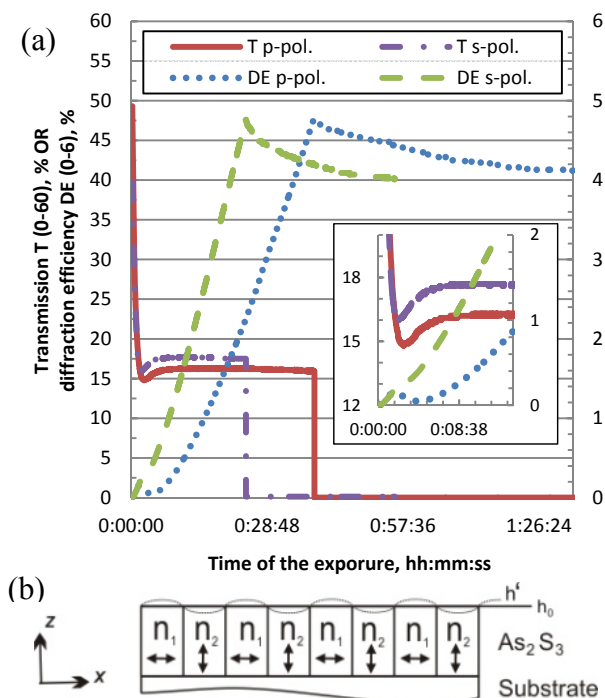 (a)
T p-pol. T s-pol.
DE p-pol. DE s-pol.
Transmission T (0-60), % OR
diffraction efficiency DE (0-6), %
60
55
50
45
40
35
30
25
20
15
10
5
0
6
5
4
3
2
1
0
18
15
12
2
1
0
0:00:00 0:08:38
0:00:00 0:28:48 0:57:36 1:26:24
Time of the exporure, hh:mm:ss
(b)
z
x
n₁ n₂ n₁ n₂ n₁ n₂ n₁ n₂
h‘
h₀
As₂S₃
Substrate